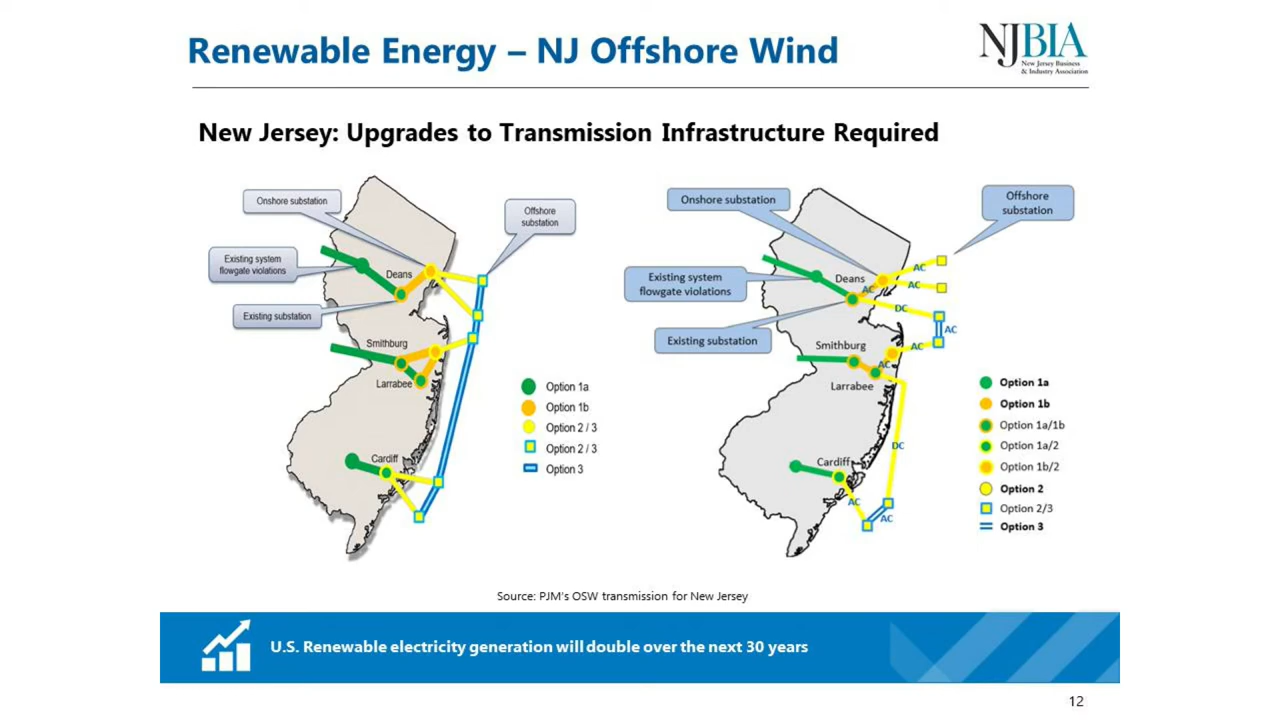 Renewable Energy – NJ Offshore Wind
NJBIA
New Jersey Business
& Industry Association
New Jersey: Upgrades to Transmission Infrastructure Required
Onshore substation
Offshore
substation
Existing system
flowgate violations
Deans
Existing substation
Smithburg
Larrabee
Cardiff
Option 1a
Option 1b
Option 2 / 3
Option 2 / 3
Option 3
Onshore substation
Offshore
substation
Existing system
flowgate violations
Existing substation
Deans
AC
AC
AC
DC
AC
Smithburg
AC
AC
Larrabee
DC
Cardiff
AC
AC
Option 1a
Option 1b
Option 1a/1b
Option 1a/2
Option 1b/2
Option 2
Option 2/3
Option 3
Source: PJM's OSW transmission for New Jersey
U.S. Renewable electricity generation will double over the next 30 years
12